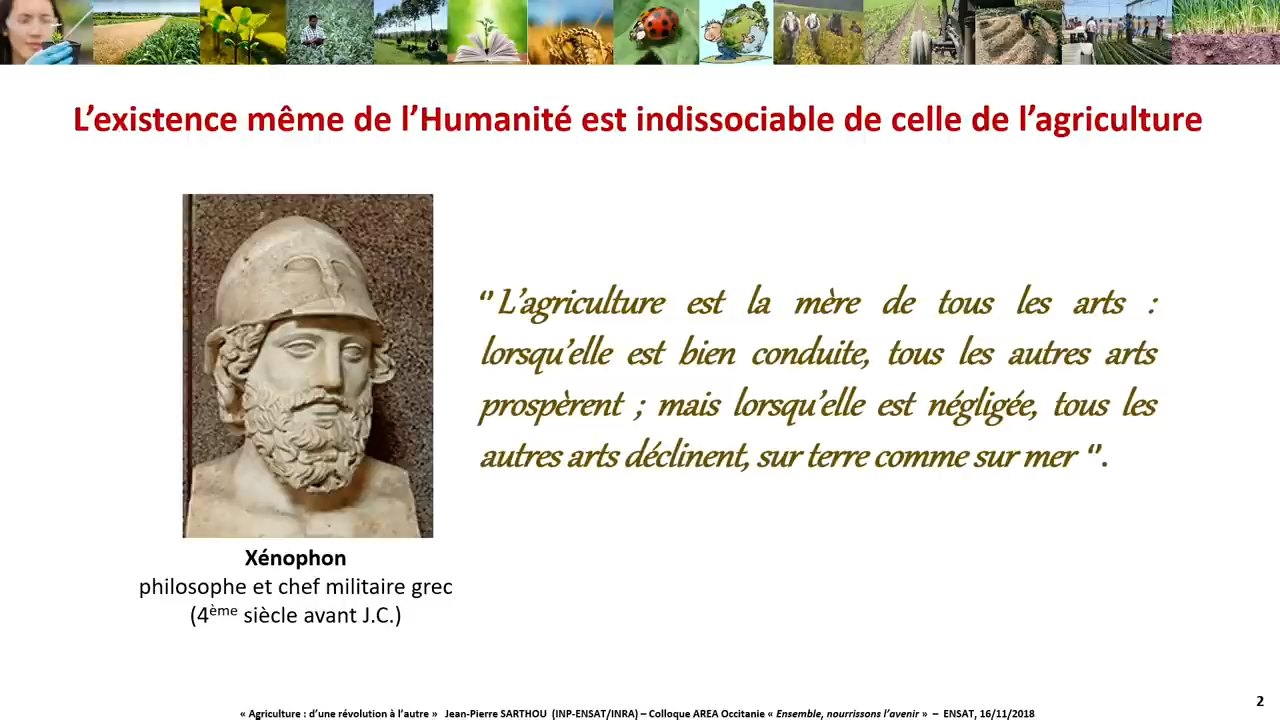 L’existence même de l’Humanité est indissociable de celle de l’agriculture
‘’ L’agriculture est la mère de tous les arts :
lorsqu’elle est bien conduite, tous les autres arts
prospèrent ; mais lorsqu’elle est négligée, tous les
autres arts déclinent, sur terre comme sur mer ‘’.
Xénophon
philosophe et chef militaire grec
(4ème siècle avant J.C.)
2
« Agriculture : d’une révolution à l’autre » Jean-Pierre SARTHOU (INP-ENSAT/INRA) – Colloque AREA Occitanie « Ensemble, nourrissons l’avenir » – ENSAT, 16/11/2018